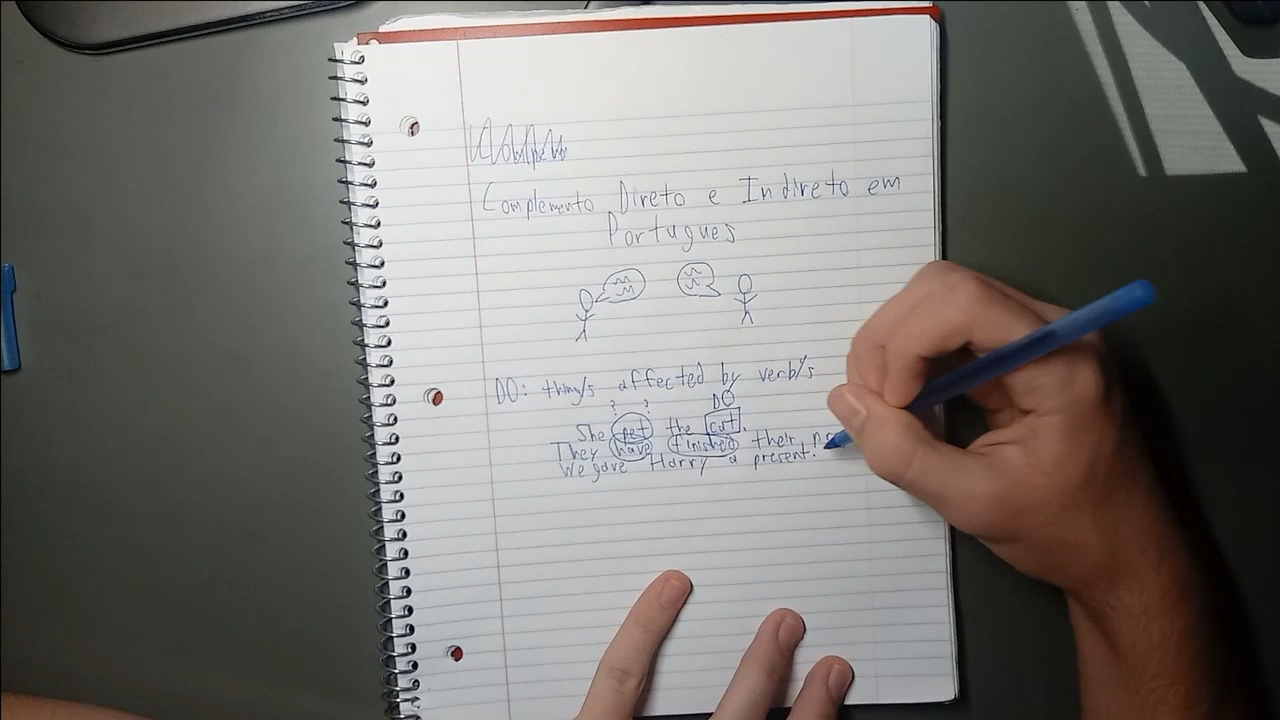 Complemento Direto e Indireto em
Portugues
DO: thing/s affected by verb/s
? ? DO
She pet the cat.
They have finished their
We gave Harry a present.